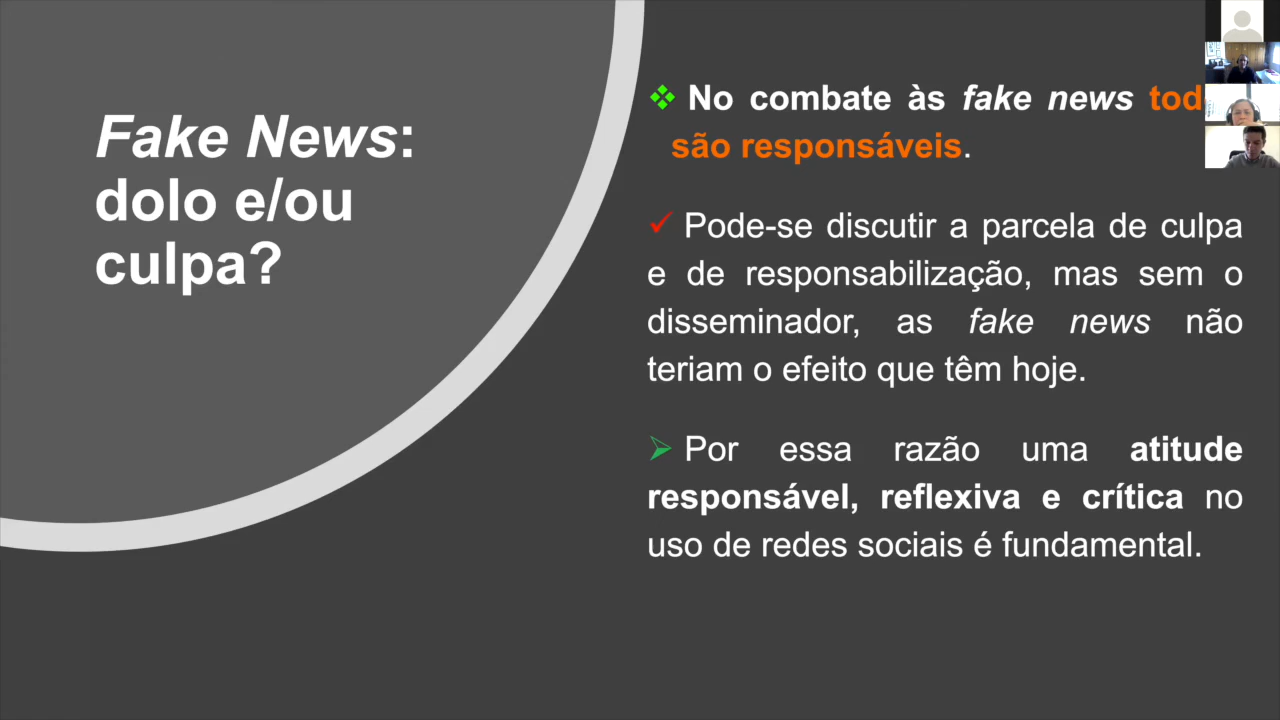 Fake News:
dolo e/ou
culpa?
No combate às fake news tod
são responsáveis.
Pode-se discutir a parcela de culpa
e de responsabilização, mas sem o
disseminador, as fake news não
teriam o efeito que têm hoje.
Por essa razão uma atitude
responsável, reflexiva e crítica no
uso de redes sociais é fundamental.